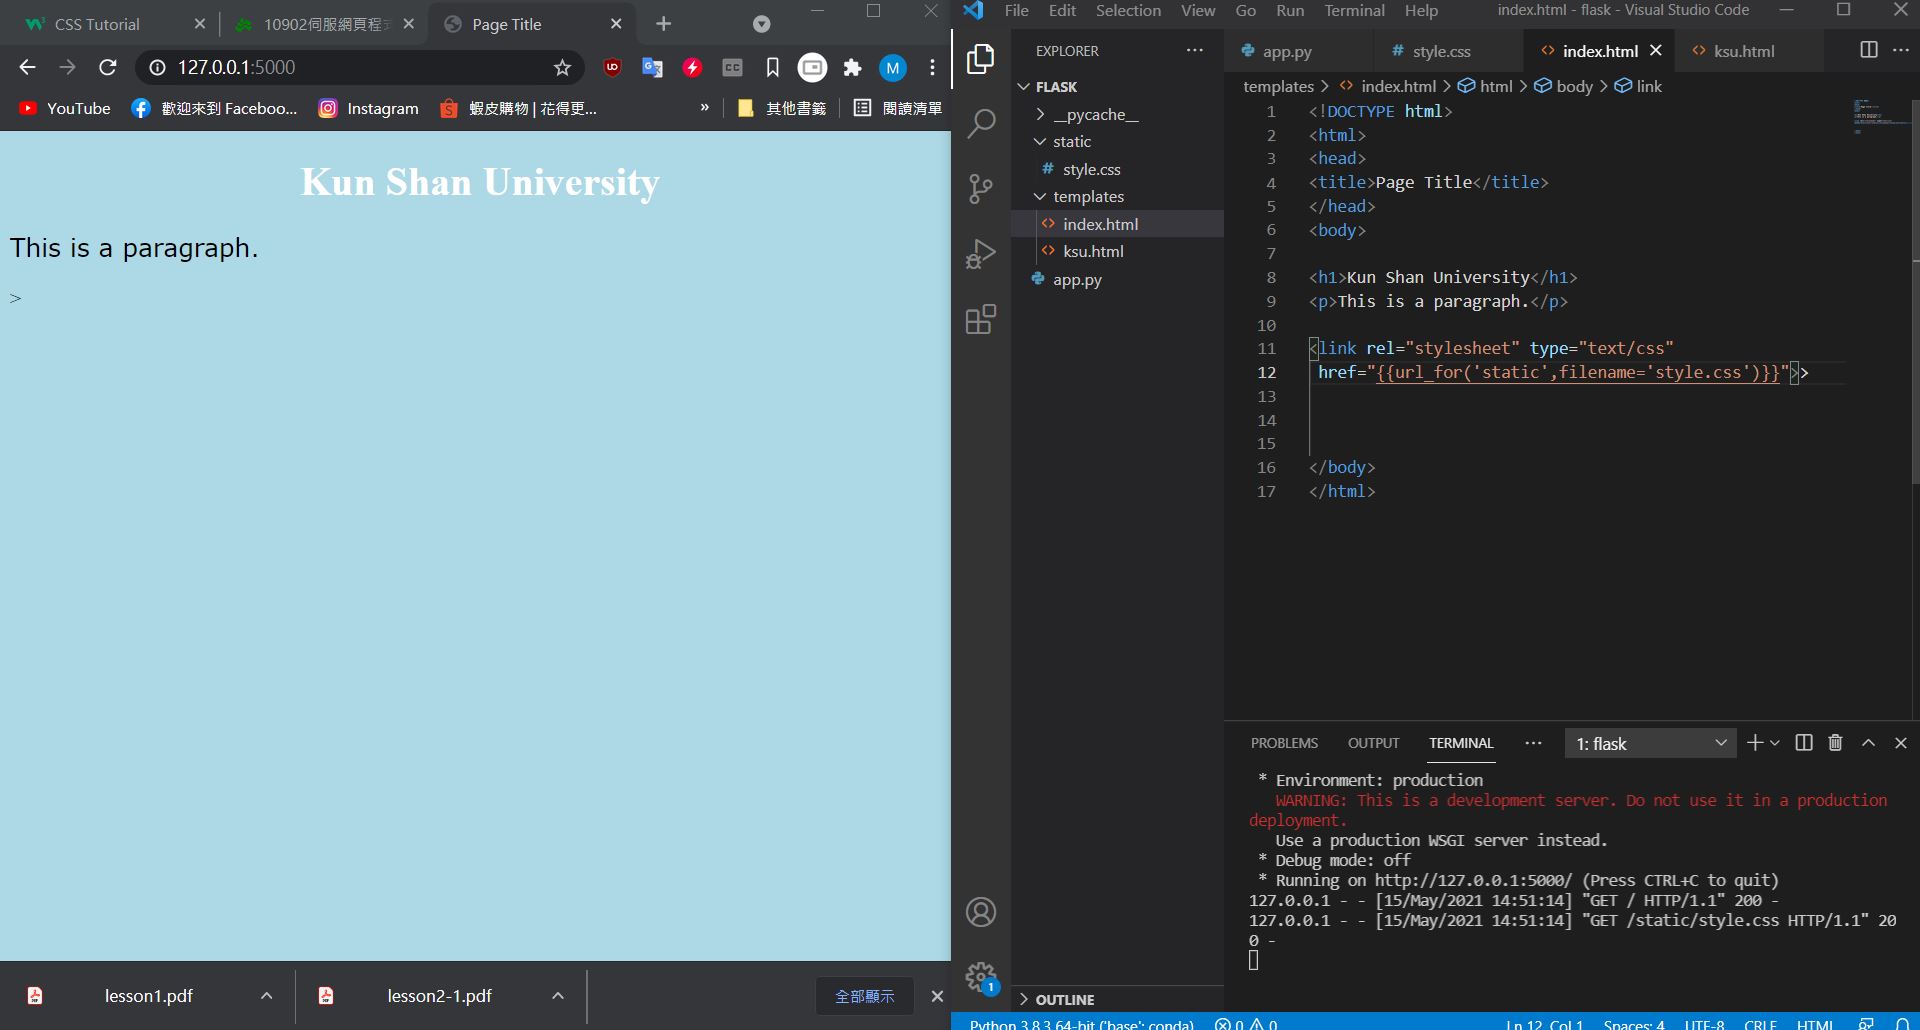 CSS Tutorial
10902伺服網頁程式
Page Title
127.0.0.1:5000
CC
M
YouTube
歡迎來到 Faceboo...
Instagram
蝦皮購物 | 花得更...
»
其他書籤
閱讀清單
Kun Shan University
This is a paragraph.
>
lesson1.pdf
lesson2-1.pdf
全部顯示
File Edit Selection View Go Run Terminal Help
index.html - flask - Visual Studio Code
EXPLORER
FLASK
__pycache__
static
# style.css
templates
<> index.html
<> ksu.html
app.py
OUTLINE
1
app.py
# style.css
<> index.html
<> ksu.html
templates > <> index.html > html > body > link
1 <!DOCTYPE html>
2 <html>
3 <head>
4 <title>Page Title</title>
5 </head>
6 <body>
7
8 <h1>Kun Shan University</h1>
9 <p>This is a paragraph.</p>
10
11 <link rel="stylesheet" type="text/css"
12 href="{{url_for('static',filename='style.css')}}">>
13
14
15
16 </body>
17 </html>
PROBLEMS OUTPUT TERMINAL ... 1: flask
* Environment: production
WARNING: This is a development server. Do not use it in a production
deployment.
Use a production WSGI server instead.
* Debug mode: off
* Running on http://127.0.0.1:5000/ (Press CTRL+C to quit)
127.0.0.1 - - [15/May/2021 14:51:14] "GET / HTTP/1.1" 200 -
127.0.0.1 - - [15/May/2021 14:51:14] "GET /static/style.css HTTP/1.1" 20
0 -
Python 3.8.3 64-bit ('base': conda) 0 0 Ln 12, Col 1 Spaces: 4 UTF-8 CRLF HTML